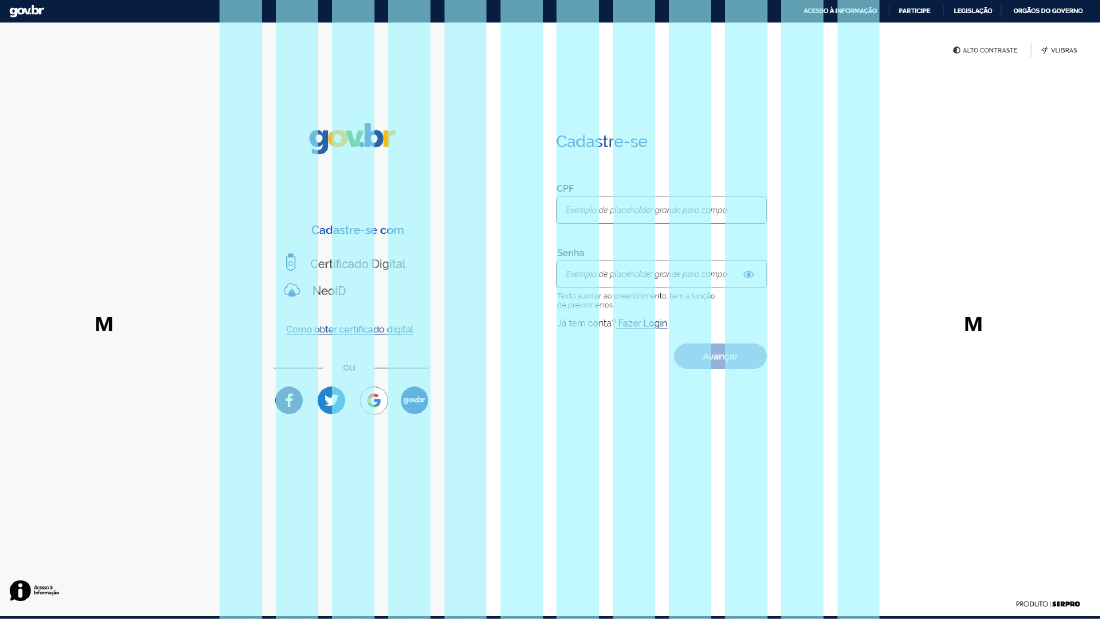 gov.br
ACESSO À INFORMAÇÃO
PARTICIPE
LEGISLAÇÃO
ORGÃOS DO GOVERNO
ALTO CONTRASTE
VLIBRAS
gov.br
Cadastre-se com
Certificado Digital
NeoID
Como obter certificado digital
ou
gov.br
Cadastre-se
CPF
Exemplo de placeholder grande para campo
Senha
Exemplo de placeholder grande para campo
Texto auxiliar ao preenchimento, tem a função
de previnir erros
Já tem conta? Fazer Login
Avançar
M
M
Acesso à
Informação
PRODUTO | SERPRO